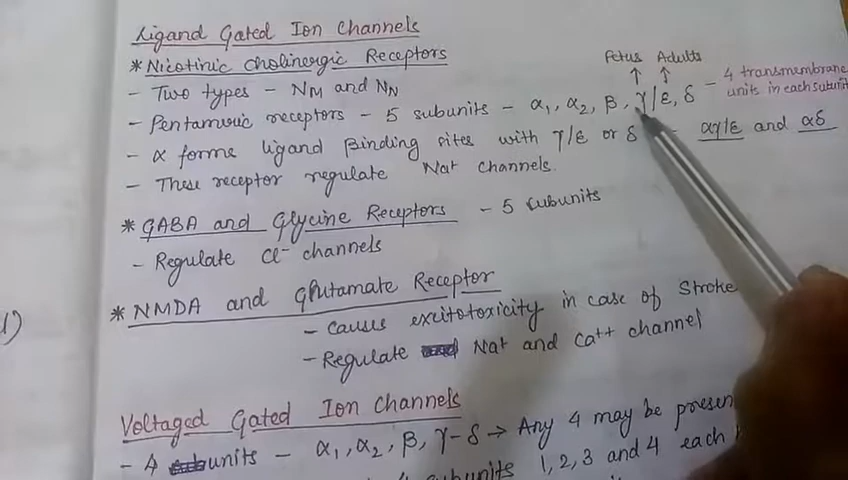 Ligand Gated Ion Channels
* Nicotinic Cholinergic Receptors
Fetus Adults
↑ ↑
- Two types - NM and NN
- Pentameric receptors - 5 subunits - α1, α2, β, γ/ε, δ - 4 transmembrane units in each subunit
- α forms ligand Binding sites with γ/ε or δ - αγ/ε and αδ
- These receptor regulate Na+ channels.
* GABA and Glycine Receptors - 5 subunits
- Regulate Cl- channels
* NMDA and Glutamate Receptor
- Causes excitotoxicity in case of Stroke
- Regulate Na+ and Ca++ channel
1)
Voltaged Gated Ion Channels
- 4 units - α1, α2, β, γ-δ → Any 4 may be presen
subunits 1, 2, 3 and 4 each